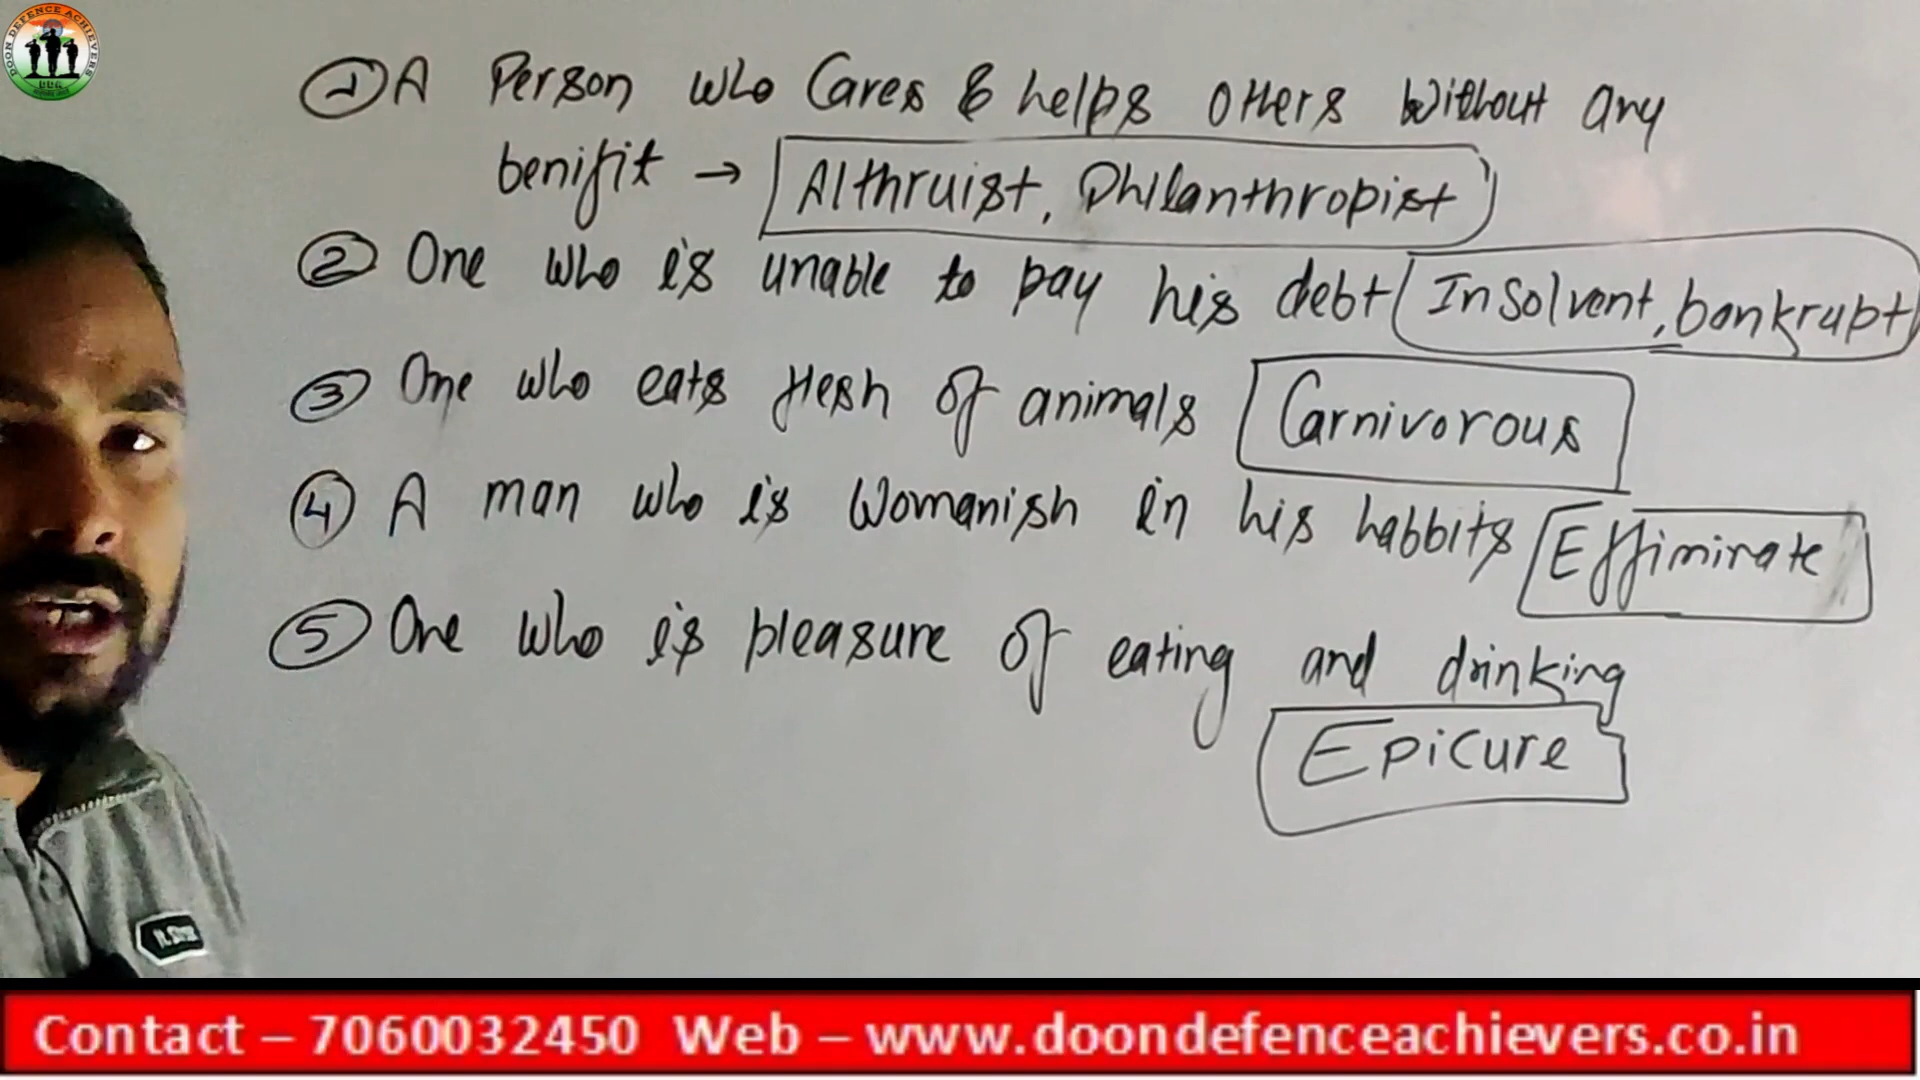 DOON DEFENCE ACHIEVERS
DDA
① A Person who Cares & helps others without any
benifit → Althruist, Philanthropist
② One who is unable to pay his debt Insolvent, bankrupt
③ One who eats flesh of animals Carnivorous
④ A man who is Womanish in his habbits Effiminate
⑤ One who is pleasure of eating and drinking
Epicure
Contact – 7060032450 Web – www.doondefenceachievers.co.in